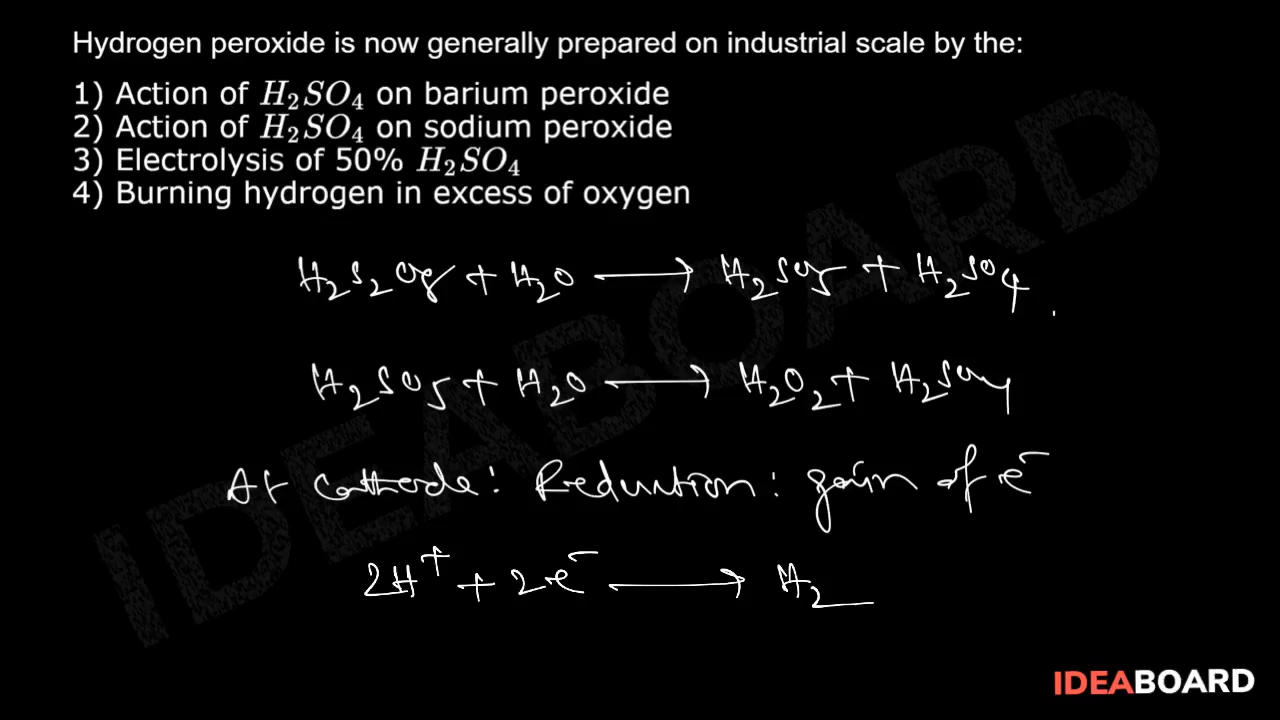 Hydrogen peroxide is now generally prepared on industrial scale by the:
1) Action of H₂SO₄ on barium peroxide
2) Action of H₂SO₄ on sodium peroxide
3) Electrolysis of 50% H₂SO₄
4) Burning hydrogen in excess of oxygen
H₂S₂O₈ + H₂O ⟶ H₂SO₅ + H₂SO₄.
H₂SO₅ + H₂O ⟶ H₂O₂ + H₂SO₄
At Cathode: Reduction: gain of e⁻
2H⁺ + 2e⁻ ⟶ H₂
IDEABOARD
IDEABOARD